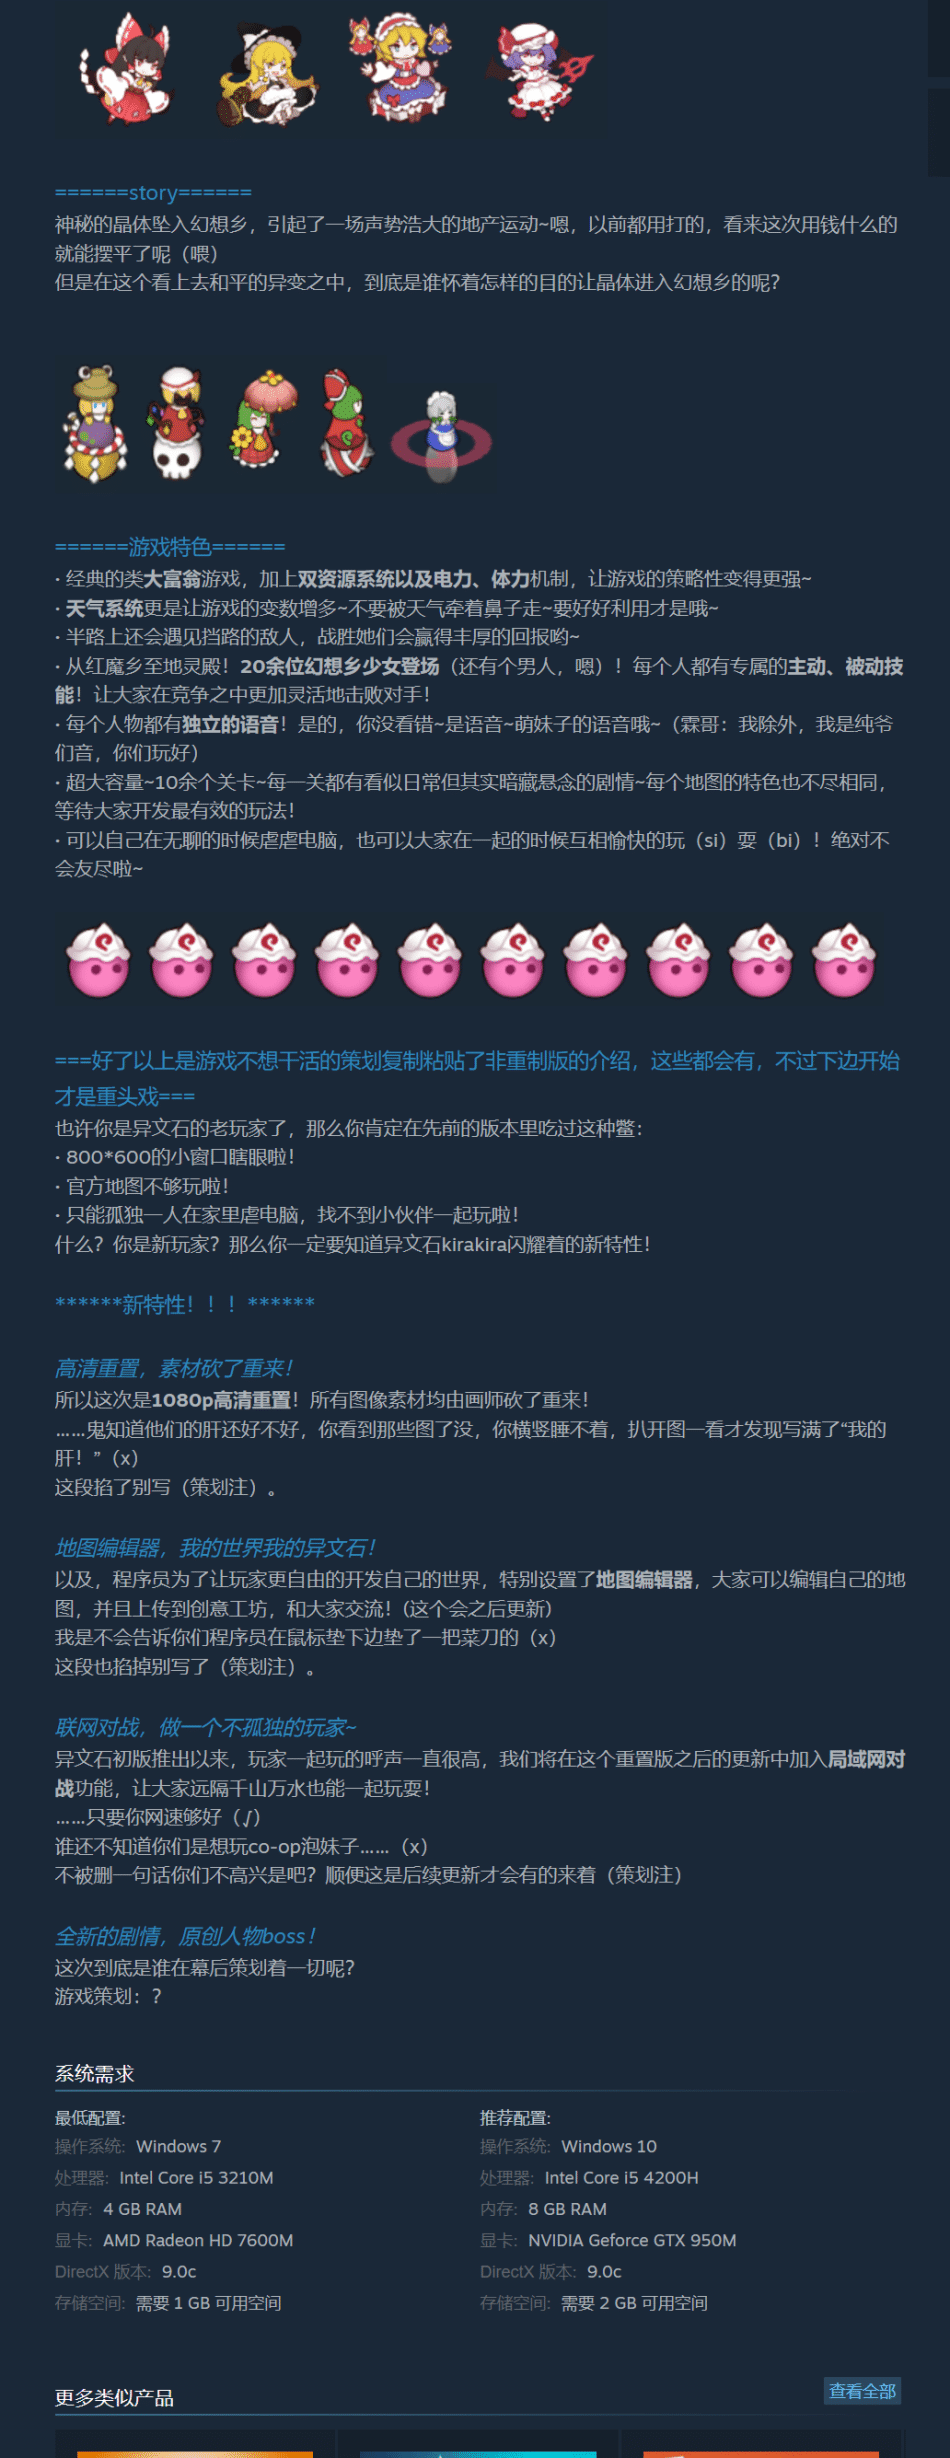 ======story======
神秘的晶体坠入幻想乡，引起了一场声势浩大的地产运动~嗯，以前都用打的，看来这次用钱什么的
就能摆平了呢（喂）
但是在这个看上去和平的异变之中，到底是谁怀着怎样的目的让晶体进入幻想乡的呢？
======游戏特色======
· 经典的类大富翁游戏，加上双资源系统以及电力、体力机制，让游戏的策略性变得更强~
· 天气系统更是让游戏的变数增多~不要被天气牵着鼻子走~要好好利用才是哦~
· 半路上还会遇见挡路的敌人，战胜她们会赢得丰厚的回报哟~
· 从红魔乡至地灵殿！20余位幻想乡少女登场（还有个男人，嗯）！每个人都有专属的主动、被动技
能！让大家在竞争之中更加灵活地击败对手！
· 每个人物都有独立的语音！是的，你没看错~是语音~萌妹子的语音哦~（霖哥：我除外，我是纯爷
们音，你们玩好）
· 超大容量~10余个关卡~每一关都有看似日常但其实暗藏悬念的剧情~每个地图的特色也不尽相同，
等待大家开发最有效的玩法！
· 可以自己在无聊的时候虐虐电脑，也可以大家在一起的时候互相愉快的玩（si）耍（bi）！绝对不
会友尽啦~
===好了以上是游戏不想干活的策划复制粘贴了非重制版的介绍，这些都会有，不过下边开始
才是重头戏===
也许你是异文石的老玩家了，那么你肯定在先前的版本里吃过这种鳖：
· 800*600的小窗口瞎眼啦！
· 官方地图不够玩啦！
· 只能孤独一人在家里虐电脑，找不到小伙伴一起玩啦！
什么？你是新玩家？那么你一定要知道异文石kirakira闪耀着的新特性！
******新特性！！！******
高清重置，素材砍了重来！
所以这次是1080p高清重置！所有图像素材均由画师砍了重来！
……鬼知道他们的肝还好不好，你看到那些图了没，你横竖睡不着，扒开图一看才发现写满了“我的
肝！”（x）
这段掐了别写（策划注）。
地图编辑器，我的世界我的异文石！
以及，程序员为了让玩家更自由的开发自己的世界，特别设置了地图编辑器，大家可以编辑自己的地
图，并且上传到创意工坊，和大家交流！（这个会之后更新）
我是不会告诉你们程序员在鼠标垫下边垫了一把菜刀的（x）
这段也掐掉别写了（策划注）。
联网对战，做一个不孤独的玩家~
异文石初版推出以来，玩家一起玩的呼声一直很高，我们将在这个重置版之后的更新中加入局域网对
战功能，让大家远隔千山万水也能一起玩耍！
……只要你网速够好（√）
谁还不知道你们是想玩co-op泡妹子……（x）
不被删一句话你们不高兴是吧？顺便这是后续更新才会有的来着（策划注）
全新的剧情，原创人物boss！
这次到底是谁在幕后策划着一切呢？
游戏策划：？
系统需求
最低配置:
操作系统: Windows 7
处理器: Intel Core i5 3210M
内存: 4 GB RAM
显卡: AMD Radeon HD 7600M
DirectX 版本: 9.0c
存储空间: 需要 1 GB 可用空间
推荐配置:
操作系统: Windows 10
处理器: Intel Core i5 4200H
内存: 8 GB RAM
显卡: NVIDIA Geforce GTX 950M
DirectX 版本: 9.0c
存储空间: 需要 2 GB 可用空间
更多类似产品
查看全部